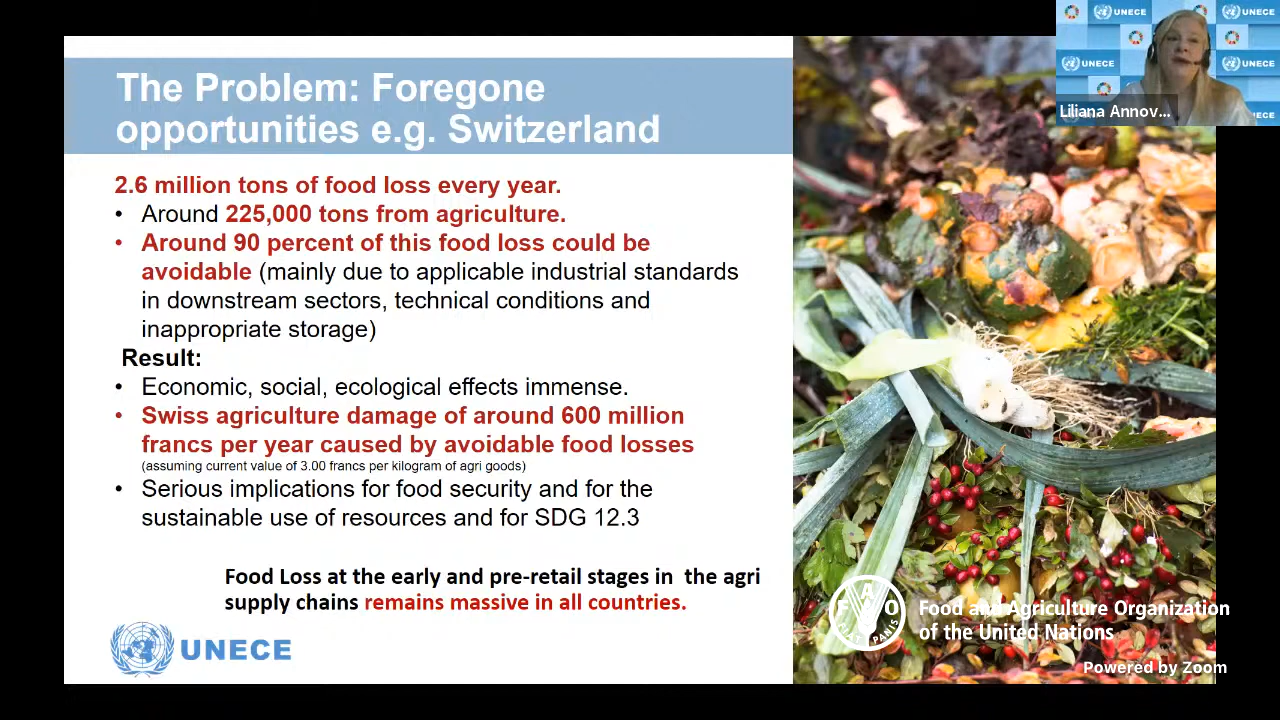 The Problem: Foregone
opportunities e.g. Switzerland
2.6 million tons of food loss every year.
• Around 225,000 tons from agriculture.
• Around 90 percent of this food loss could be
avoidable (mainly due to applicable industrial standards
in downstream sectors, technical conditions and
inappropriate storage)
Result:
• Economic, social, ecological effects immense.
• Swiss agriculture damage of around 600 million
francs per year caused by avoidable food losses
(assuming current value of 3.00 francs per kilogram of agri goods)
• Serious implications for food security and for the
sustainable use of resources and for SDG 12.3
Food Loss at the early and pre-retail stages in the agri
supply chains remains massive in all countries.
UNECE
UNECE
UNECE
UNECE
UNECE
UNECE
Liliana Annov...
F A O
FIAT PANIS
Food and Agriculture Organization
of the United Nations
Powered by Zoom